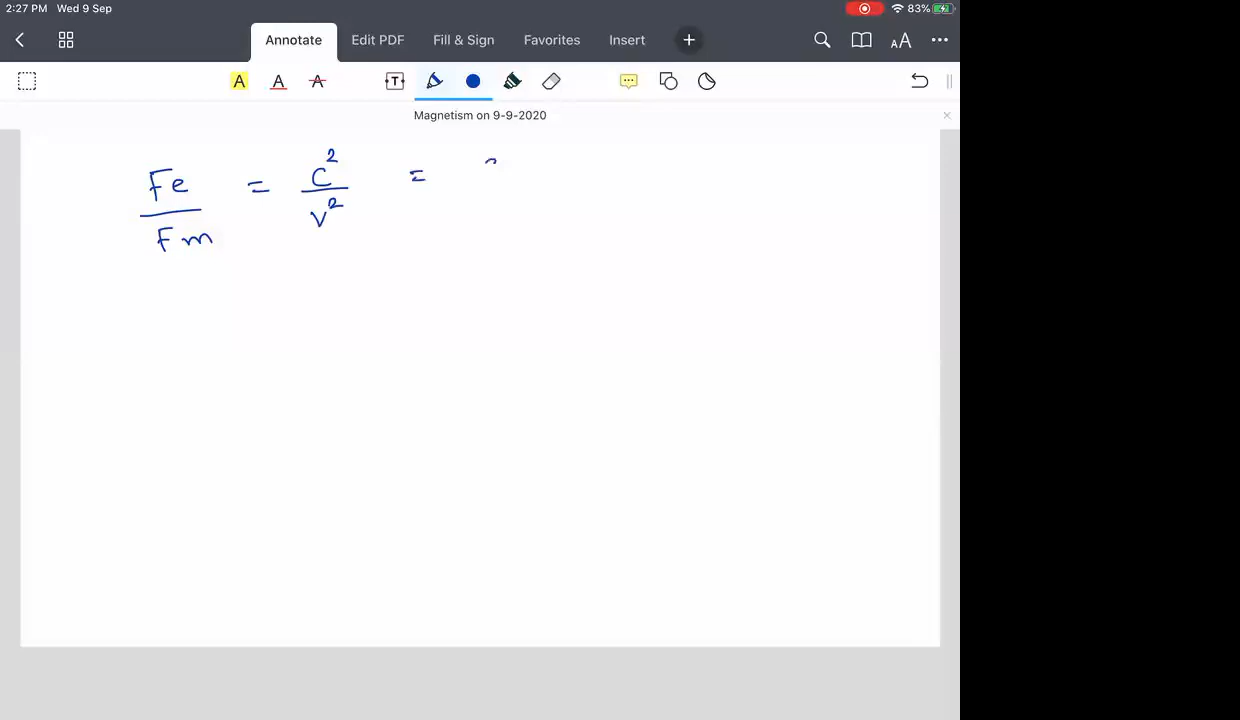 2:27 PM Wed 9 Sep 83%
Annotate Edit PDF Fill & Sign Favorites Insert
Magnetism on 9-9-2020
Fe/Fm = c²/v² =